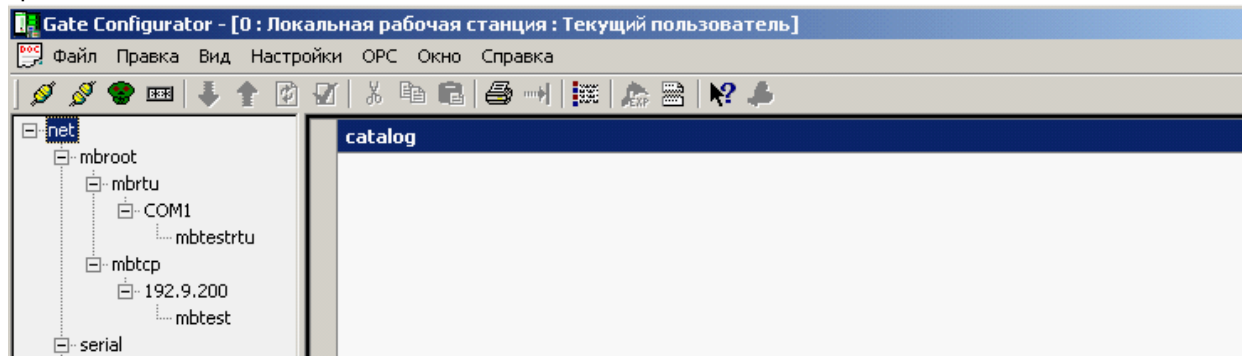 Gate Configurator - [0 : Локальная рабочая станция : Текущий пользователь]
Файл Правка Вид Настройки OPC Окно Справка
net
catalog
mbroot
mbrtu
COM1
mbtestrtu
mbtcp
192.9.200
mbtest
serial